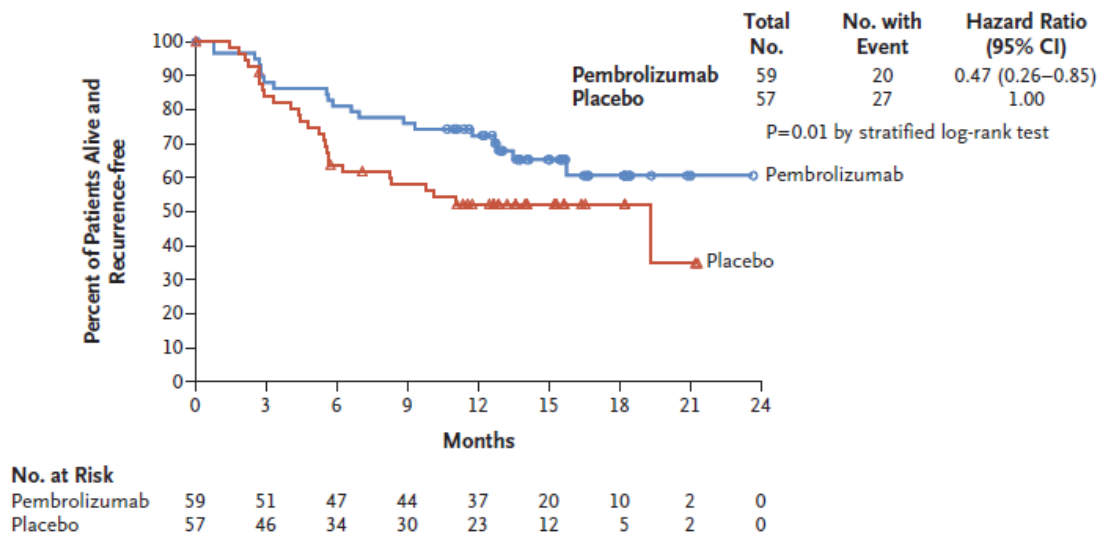 Total No. No. with Event Hazard Ratio (95% CI)
Pembrolizumab 59 20 0.47 (0.26–0.85)
Placebo 57 27 1.00
P=0.01 by stratified log-rank test
Percent of Patients Alive and
Recurrence-free
100
90
80
70
60
50
40
30
20
10
0
Pembrolizumab
Placebo
0 3 6 9 12 15 18 21 24
Months
No. at Risk
Pembrolizumab 59 51 47 44 37 20 10 2 0
Placebo 57 46 34 30 23 12 5 2 0